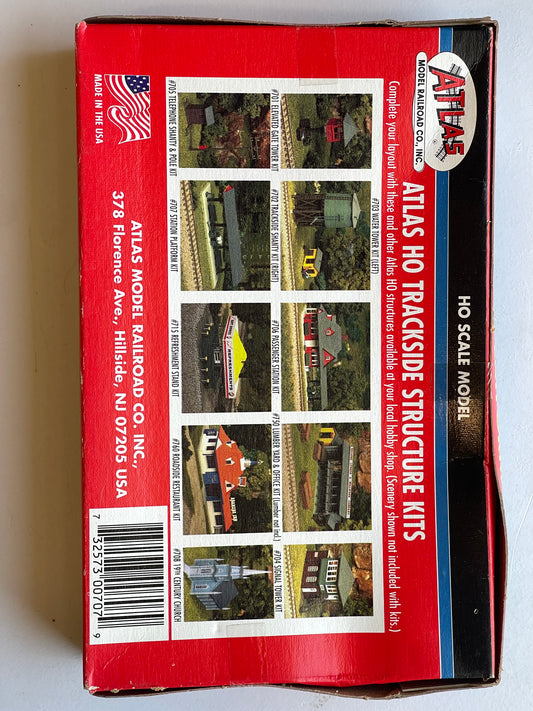 HO SCALE MODEL
ATLAS
MODEL RAILROAD CO., INC.
ATLAS HO TRACKSIDE STRUCTURE KITS
Complete your layout with these and other Atlas HO structures available at your local hobby shop. (Scenery shown not included with kits.)
#703 WATER TOWER KIT (LEFT)
#701 ELEVATED GATE TOWER KIT
#702 TRACKSIDE SHANTY KIT (RIGHT)
#706 PASSENGER STATION KIT
#750 LUMBER YARD & OFFICE KIT (Lumber not incl.)
#704 SIGNAL TOWER KIT
REFRESHMENTS
#705 TELEPHONE SHANTY & POLE KIT
#707 STATION PLATFORM KIT
#715 REFRESHMENT STAND KIT
#760 ROADSIDE RESTAURANT KIT
#708 19TH CENTURY CHURCH
MADE IN THE USA
ATLAS MODEL RAILROAD CO. INC.,
378 Florence Ave., Hillside, NJ 07205 USA
7 32573 00707 9